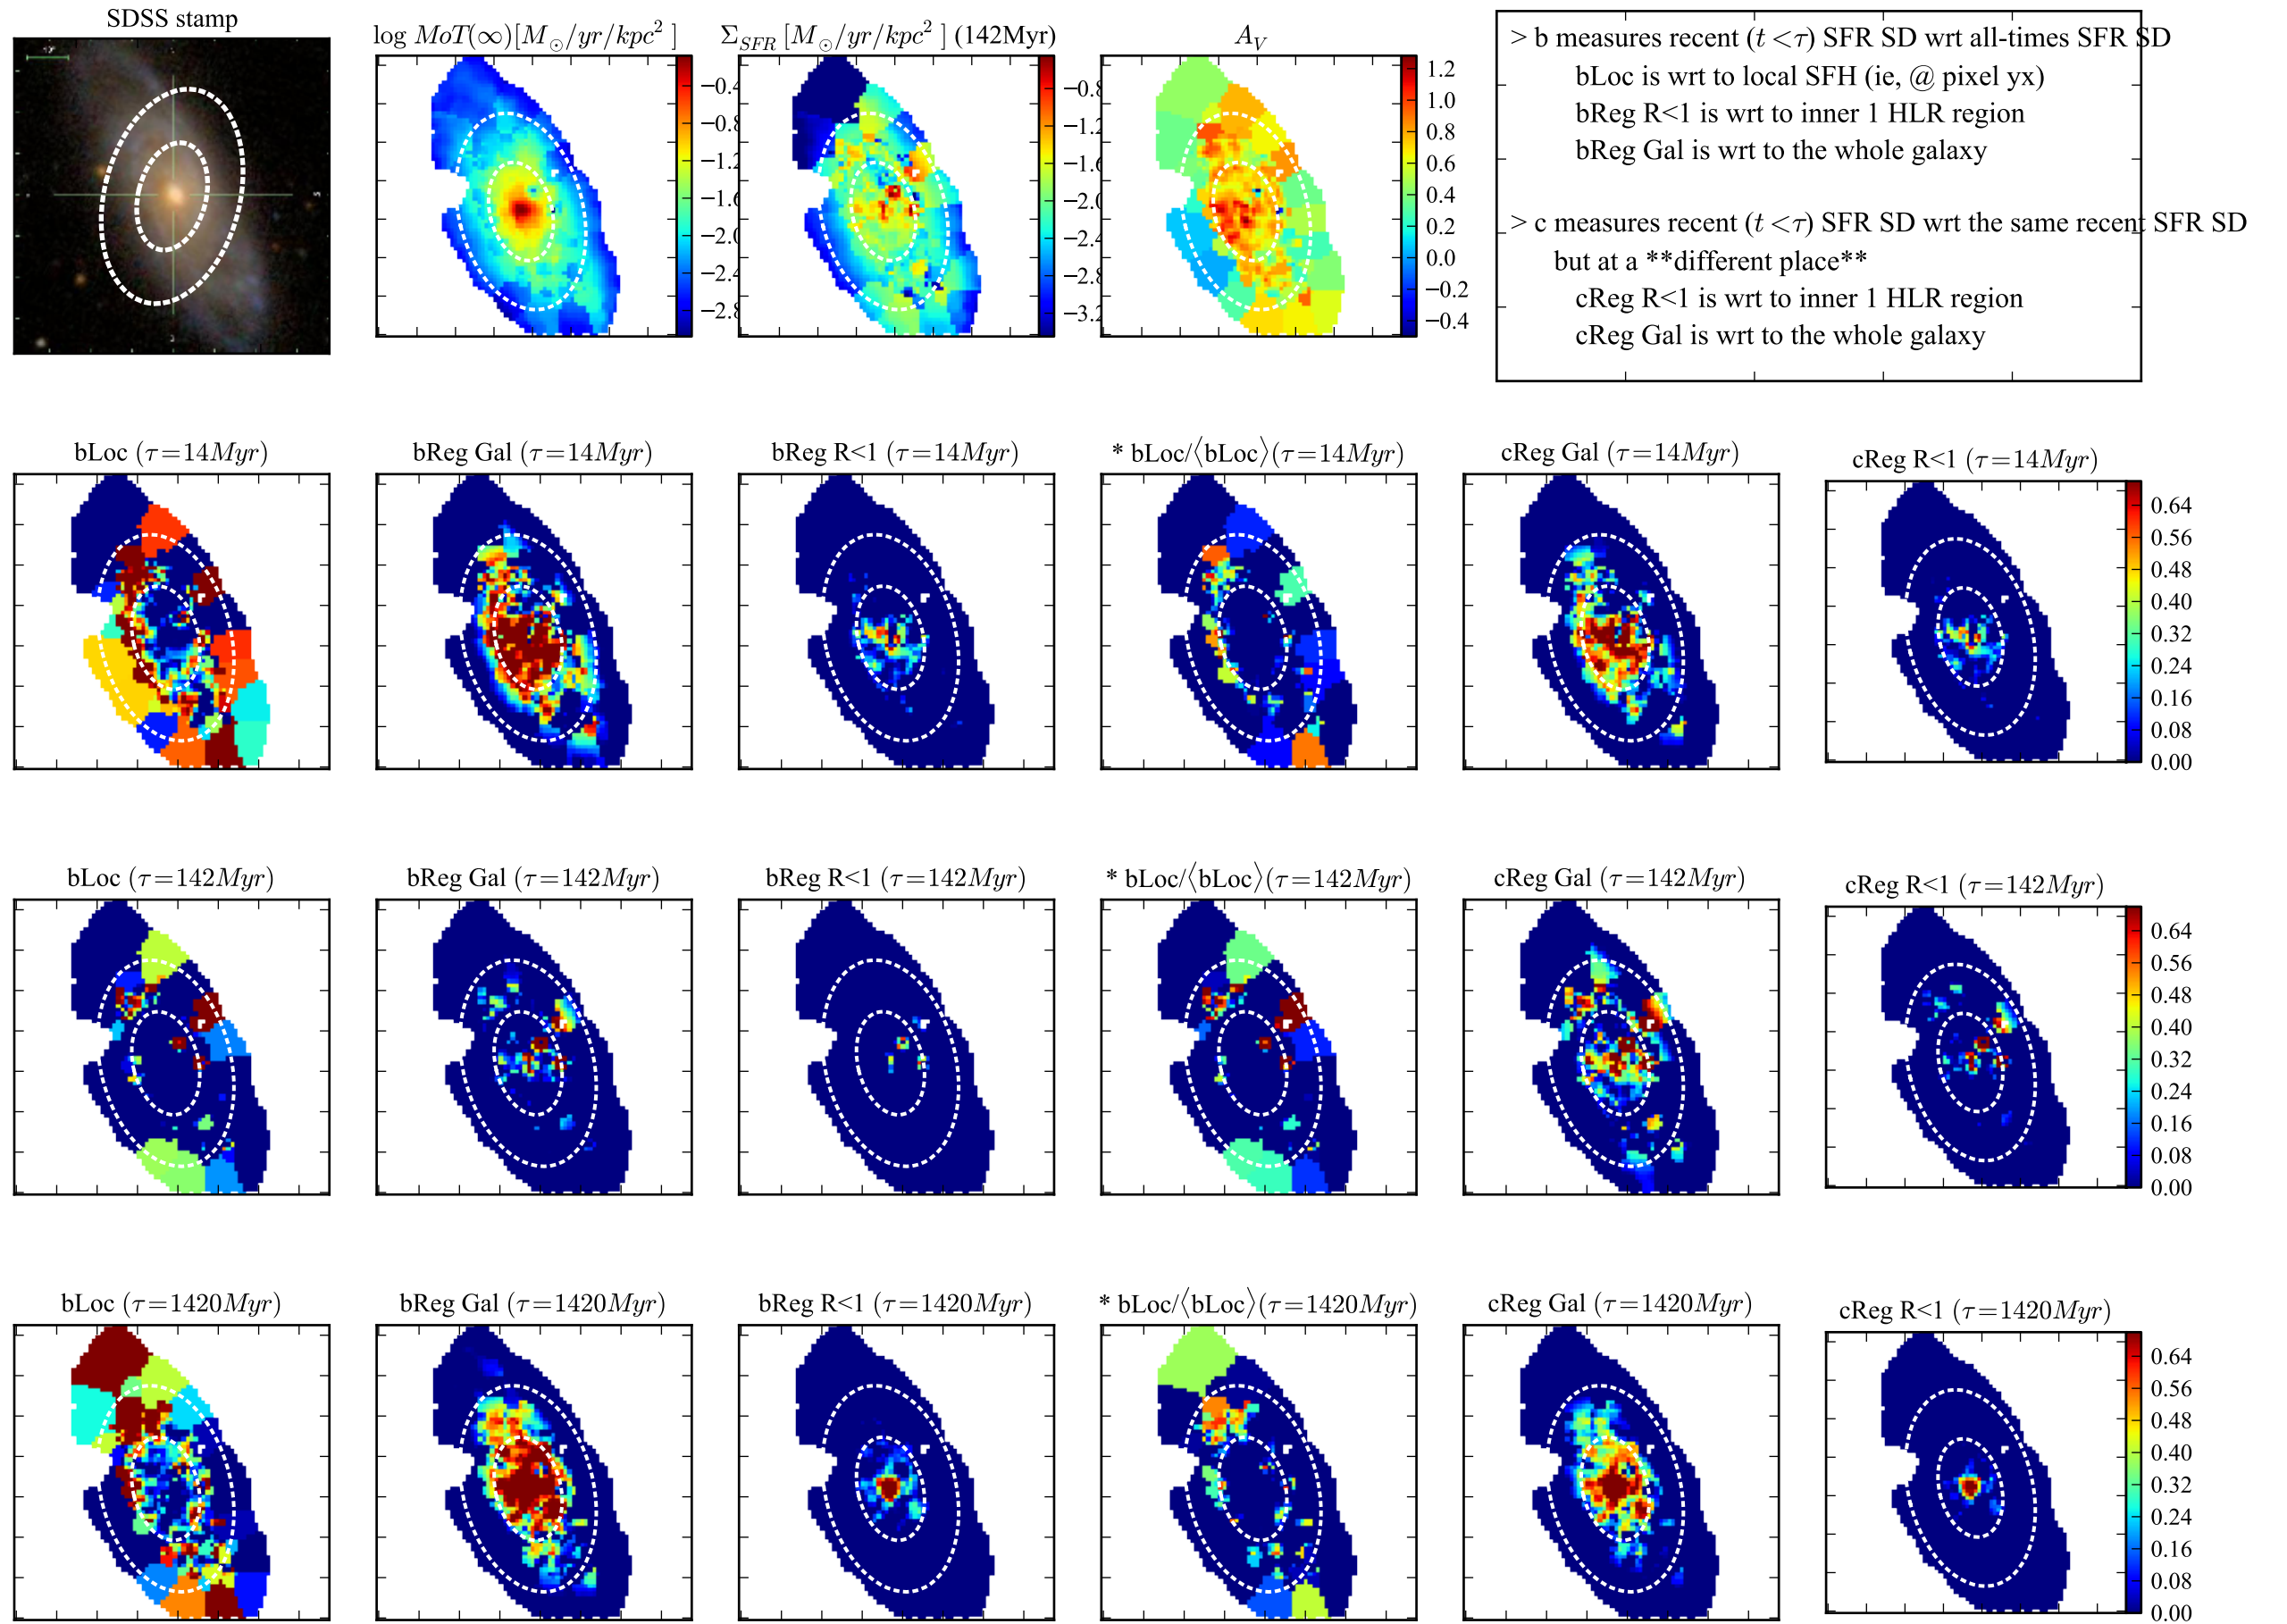 SDSS stamp
log MoT(∞)[M⊙/yr/kpc²]
Σ_SFR [M⊙/yr/kpc²] (142Myr)
A_V
> b measures recent (t<τ) SFR SD wrt all-times SFR SD
bLoc is wrt to local SFH (ie, @ pixel yx)
bReg R<1 is wrt to inner 1 HLR region
bReg Gal is wrt to the whole galaxy
> c measures recent (t<τ) SFR SD wrt the same recent SFR SD
but at a **different place**
cReg R<1 is wrt to inner 1 HLR region
cReg Gal is wrt to the whole galaxy
−0.4
−0.8
−1.2
−1.6
−2.0
−2.4
−2.8
−0.8
−1.2
−1.6
−2.0
−2.4
−2.8
−3.2
1.2
1.0
0.8
0.6
0.4
0.2
0.0
−0.2
−0.4
bLoc (τ=14Myr)
bReg Gal (τ=14Myr)
bReg R<1 (τ=14Myr)
* bLoc/⟨bLoc⟩(τ=14Myr)
cReg Gal (τ=14Myr)
cReg R<1 (τ=14Myr)
0.64
0.56
0.48
0.40
0.32
0.24
0.16
0.08
0.00
bLoc (τ=142Myr)
bReg Gal (τ=142Myr)
bReg R<1 (τ=142Myr)
* bLoc/⟨bLoc⟩(τ=142Myr)
cReg Gal (τ=142Myr)
cReg R<1 (τ=142Myr)
0.64
0.56
0.48
0.40
0.32
0.24
0.16
0.08
0.00
bLoc (τ=1420Myr)
bReg Gal (τ=1420Myr)
bReg R<1 (τ=1420Myr)
* bLoc/⟨bLoc⟩(τ=1420Myr)
cReg Gal (τ=1420Myr)
cReg R<1 (τ=1420Myr)
0.64
0.56
0.48
0.40
0.32
0.24
0.16
0.08
0.00